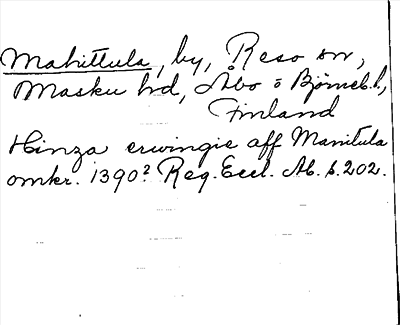 Mahittula, by, Reso sn,
Masku hd, Åbo o Björneb. l,
Finland
Hinza erwingie aff Manitula
omkr. 1390? Reg. Eccl. Ab. s. 202.